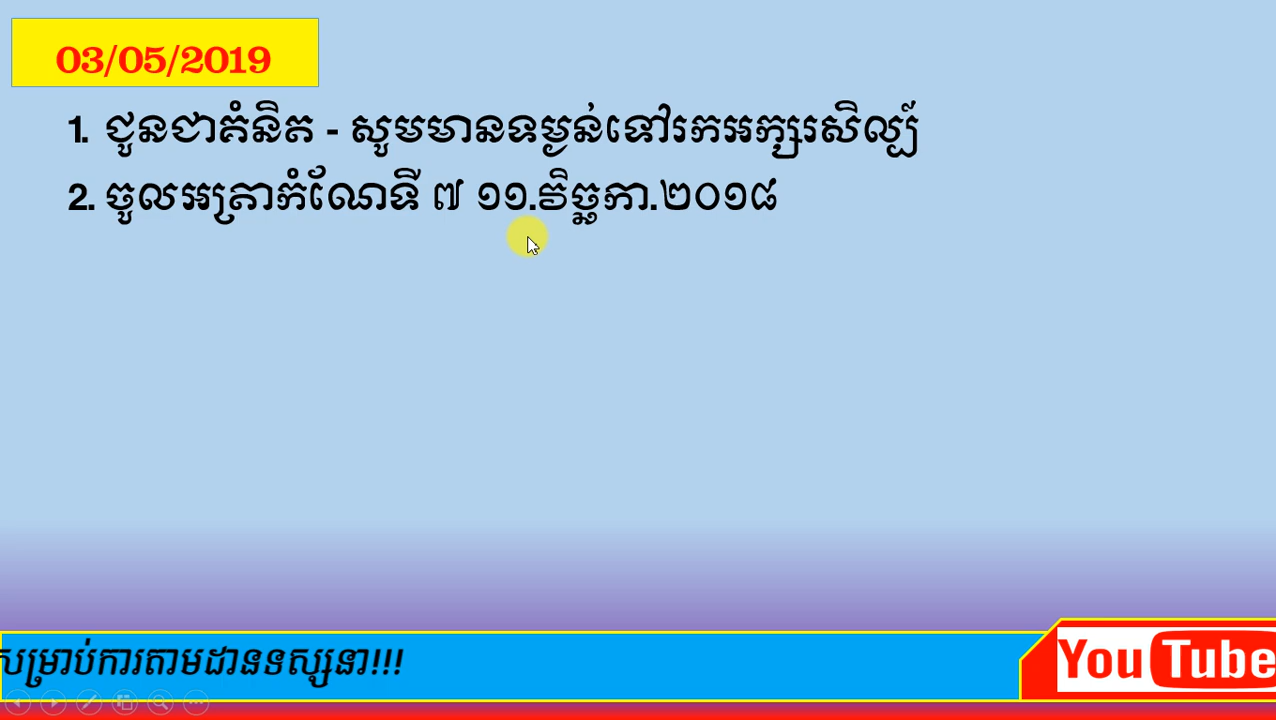 03/05/2019
1. ជូនជាគំនិត - សូមមានទម្ងន់ទៅរកអក្សរសិល្ប៍
2. ចូលអត្រាកំណែទី ៧ ១១.វិច្ឆកា.២០១៨
សម្រាប់ការតាមដានទស្សនា!!!
YouTube